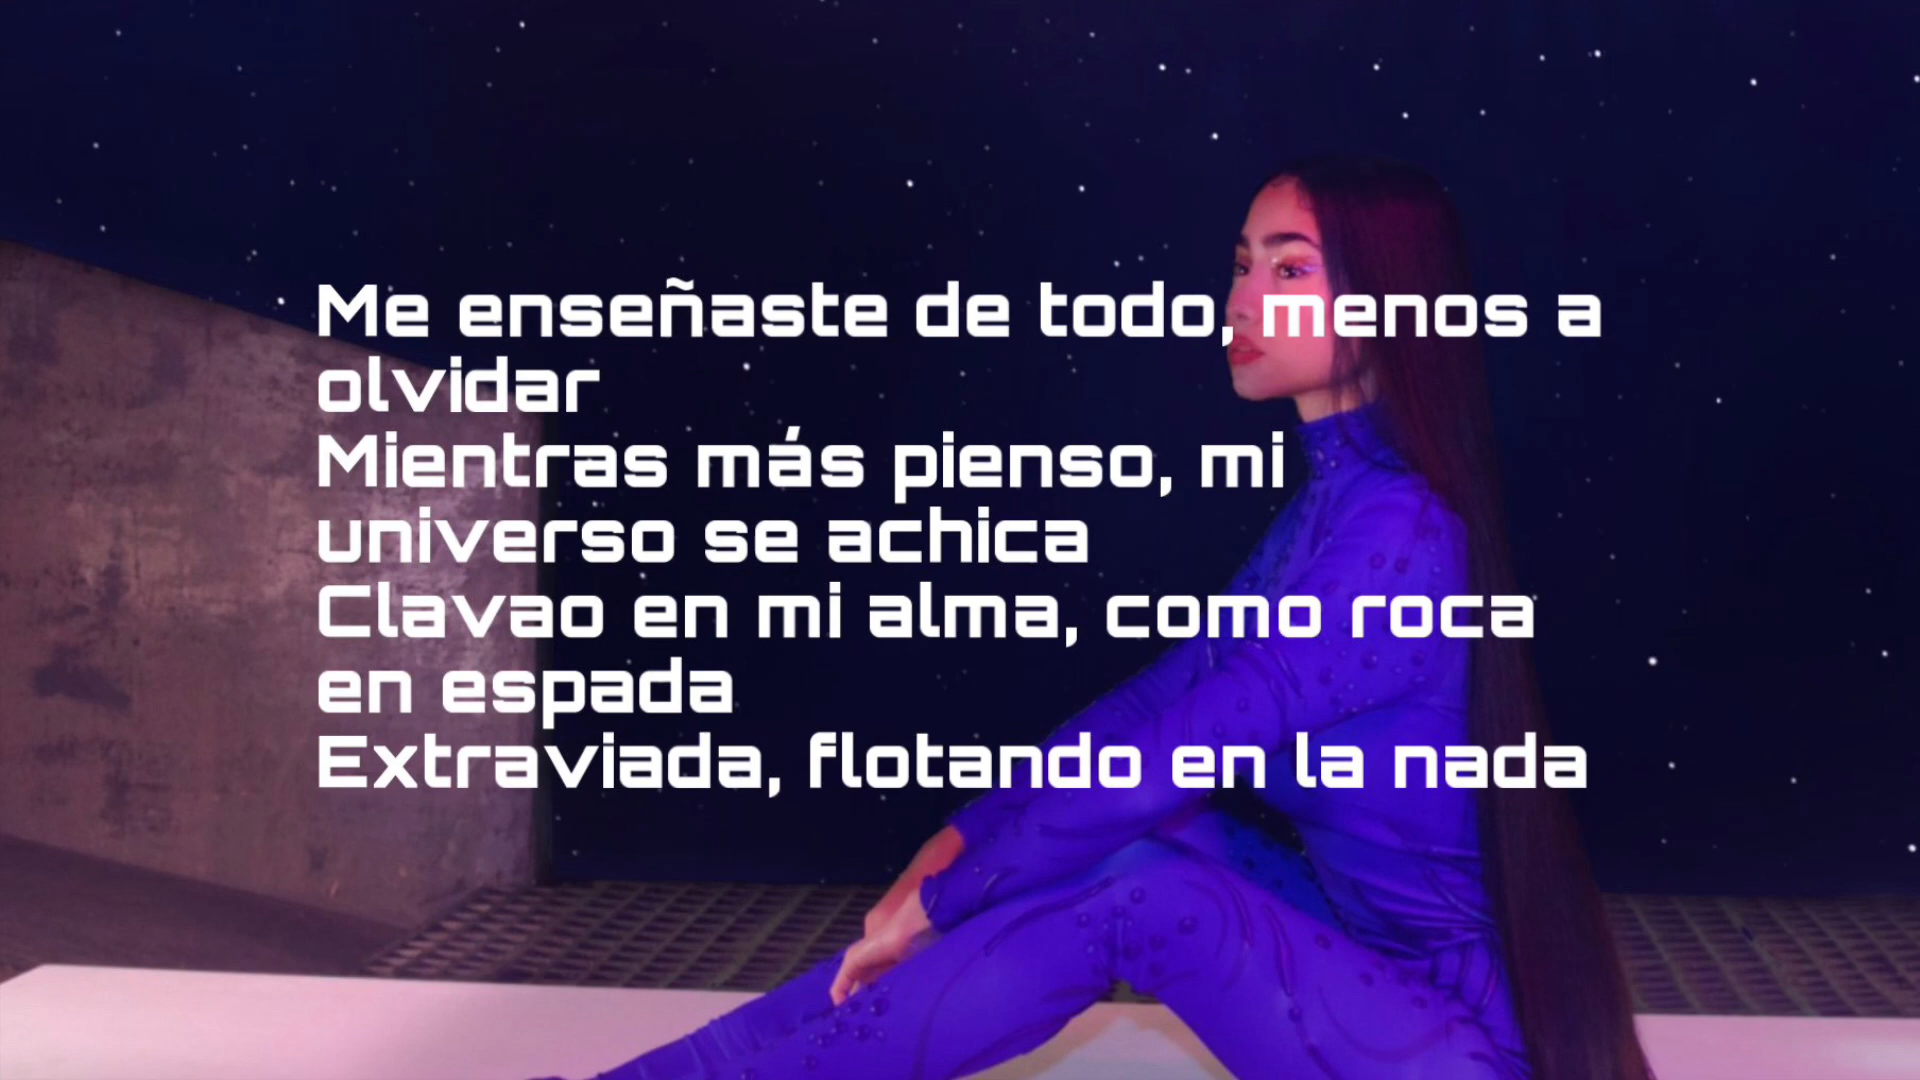 Me enseñaste de todo, menos a
olvidar
Mientras más pienso, mi
universo se achica
Clavao en mi alma, como roca
en espada
Extraviada, flotando en la nada